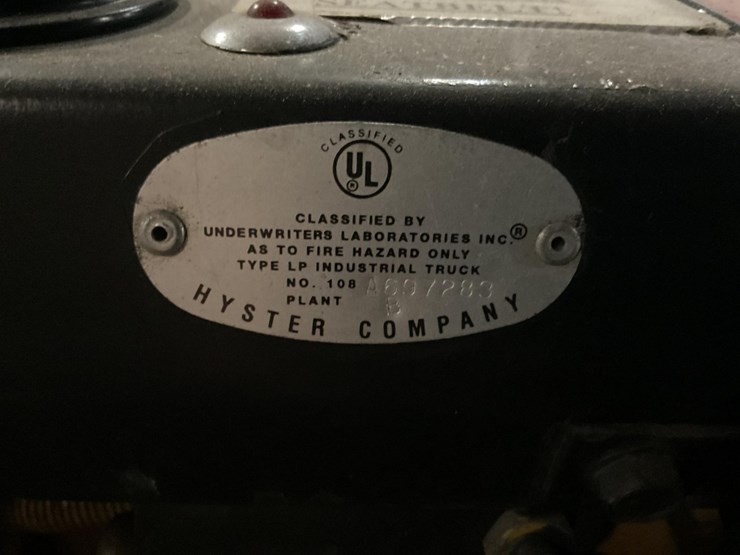 CLASSIFIED
UL
®
CLASSIFIED BY
UNDERWRITERS LABORATORIES INC.®
AS TO FIRE HAZARD ONLY
TYPE LP INDUSTRIAL TRUCK
NO. 108
PLANT B
HYSTER COMPANY